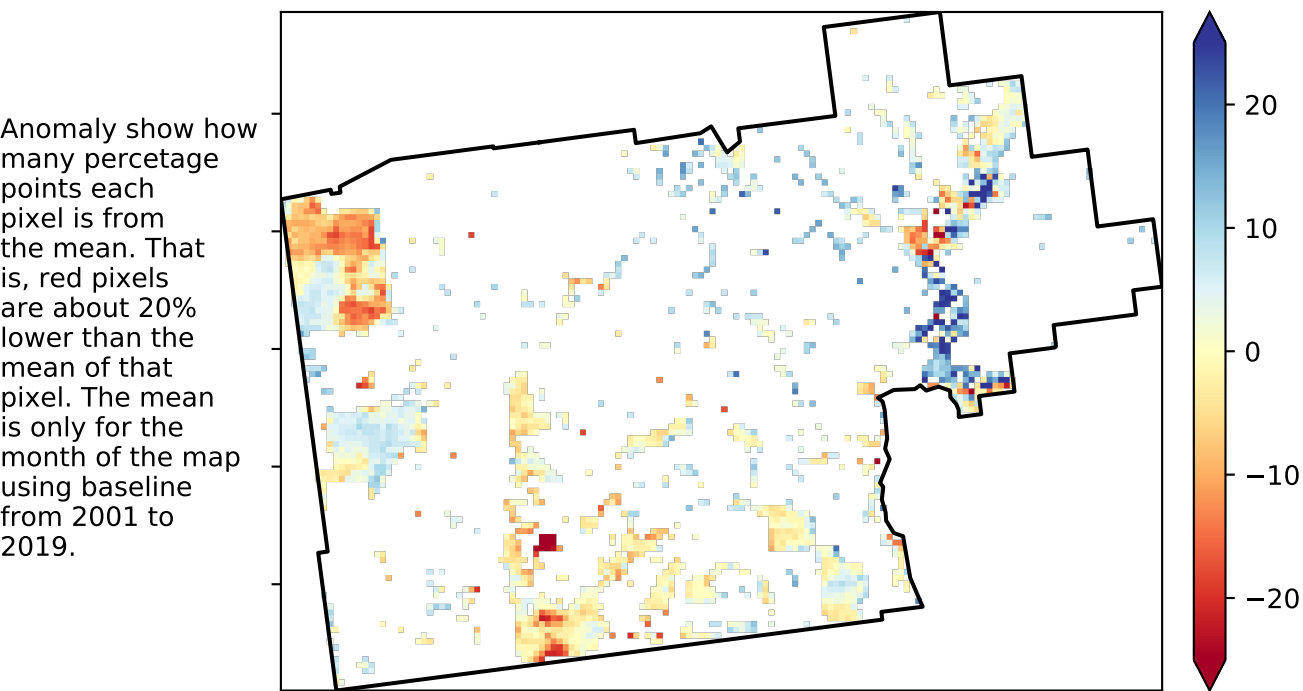 Anomaly show how
many percetage
points each
pixel is from
the mean. That
is, red pixels
are about 20%
lower than the
mean of that
pixel. The mean
is only for the
month of the map
using baseline
from 2001 to
2019.
20
10
0
−10
−20